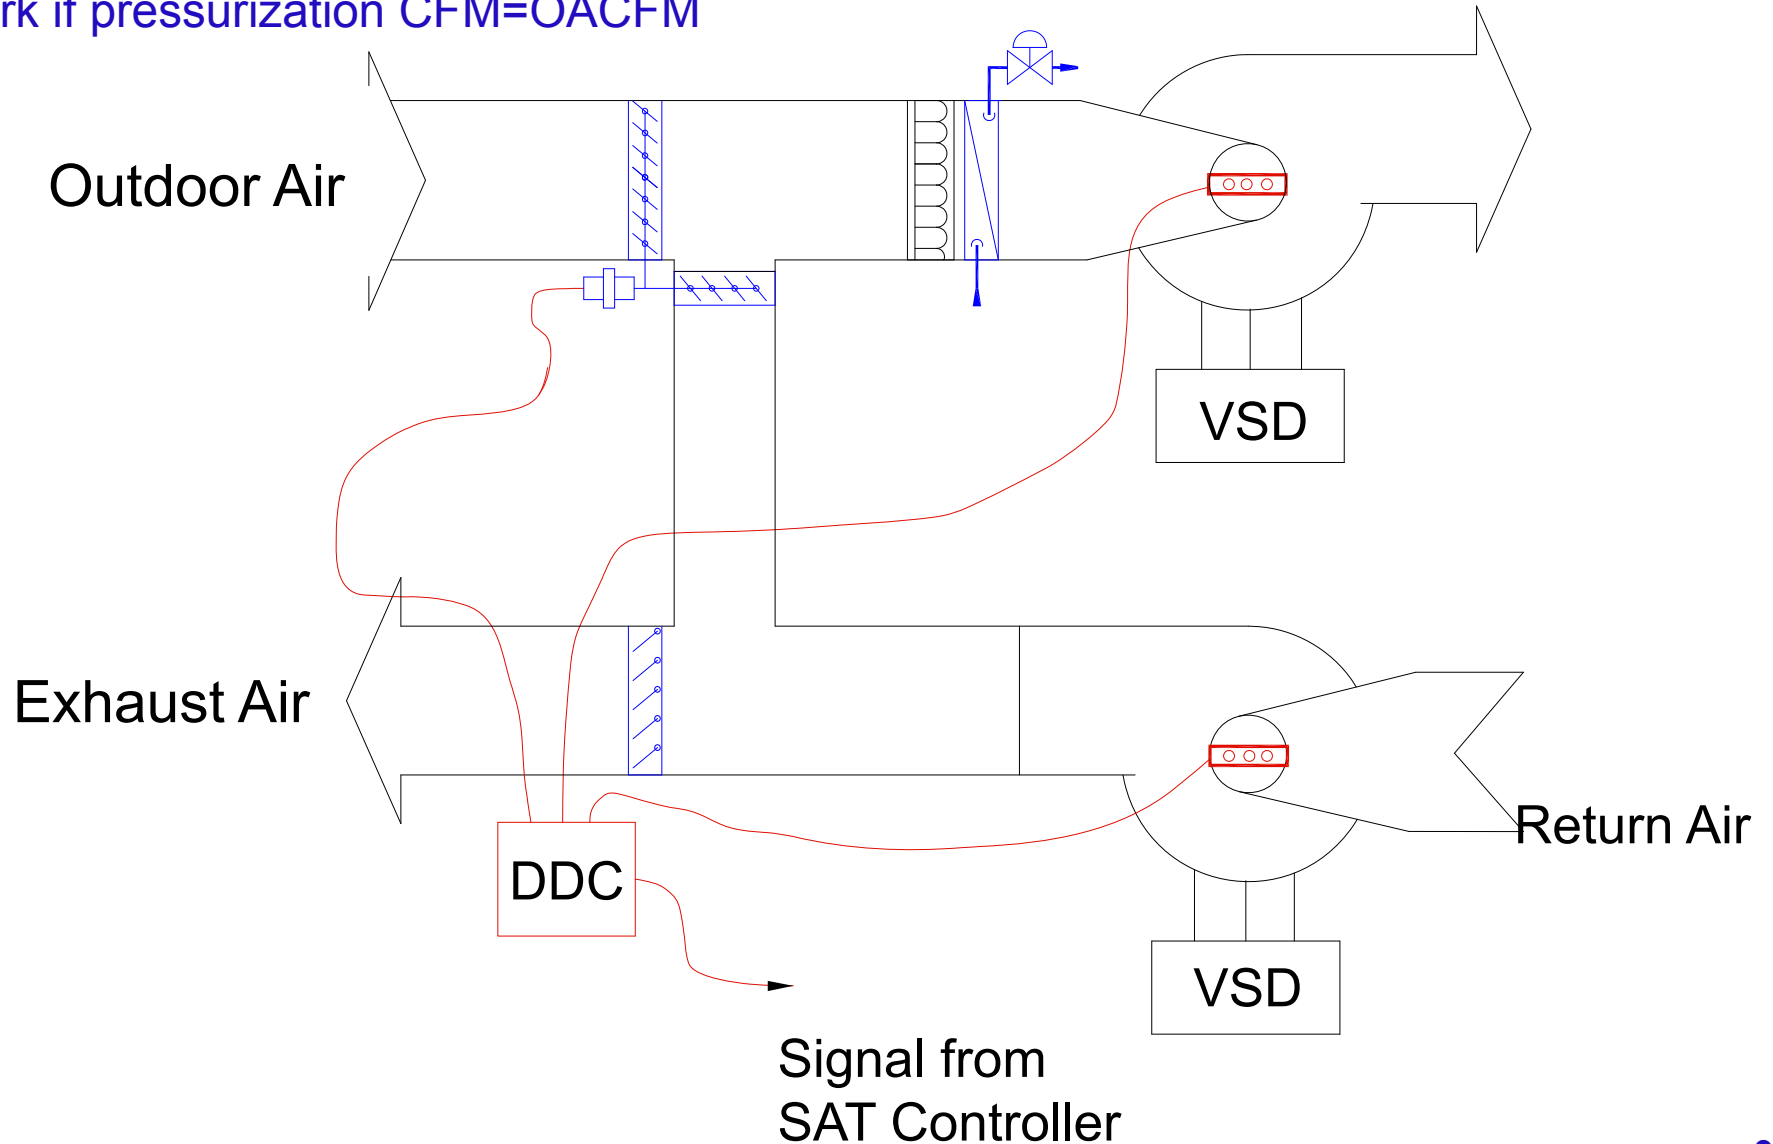 rk if pressurization CFM=OACFM
Outdoor Air
VSD
Exhaust Air
Return Air
DDC
VSD
Signal from
SAT Controller